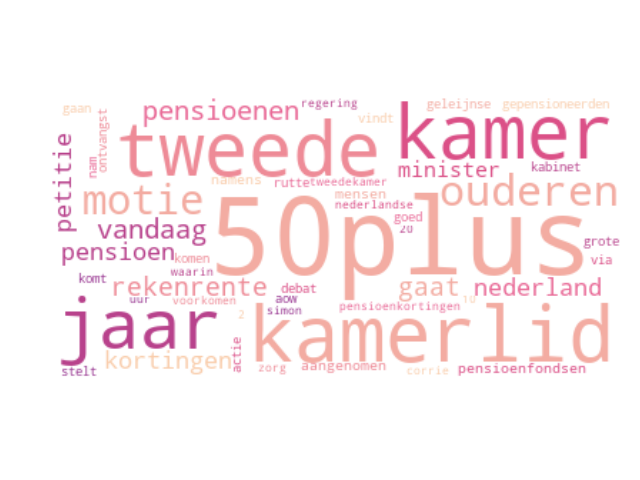 gaan
pensioenen
regering
geleijnse
gepensioneerden
kamer
vindt
tweede
ontvangst
nam
petitie
minister
kabinet
namens
rutte
tweedekamer
mensen
ouderen
motie
50plus
nederlandse
goed
20
vandaag
grote
pensioen
komen
via
waarin
komt
rekenrente
debat
gaat
nederland
uur
voorkomen
aow
10
jaar
simon
pensioenkortingen
2
kamerlid
actie
kortingen
stelt
zorg
aangenomen
corrie
pensioenfondsen